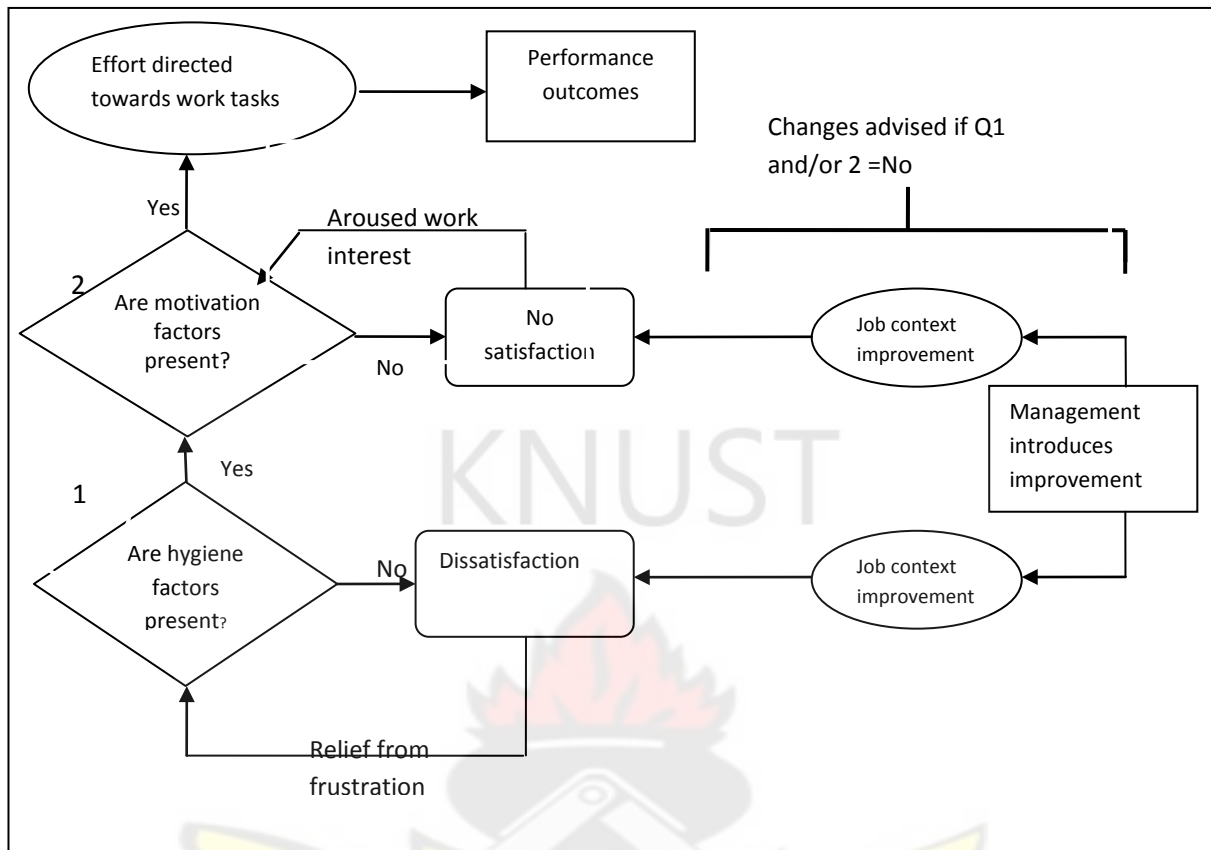 Effort directed
towards work tasks
Performance
outcomes
Changes advised if Q1
and/or 2 =No
Yes
Aroused work
interest
2
Are motivation
factors
present?
No
No
satisfaction
Job context
improvement
Management
introduces
improvement
KNUST
Yes
1
Are hygiene
factors
present?
No
Dissatisfaction
Job context
improvement
Relief from
frustration